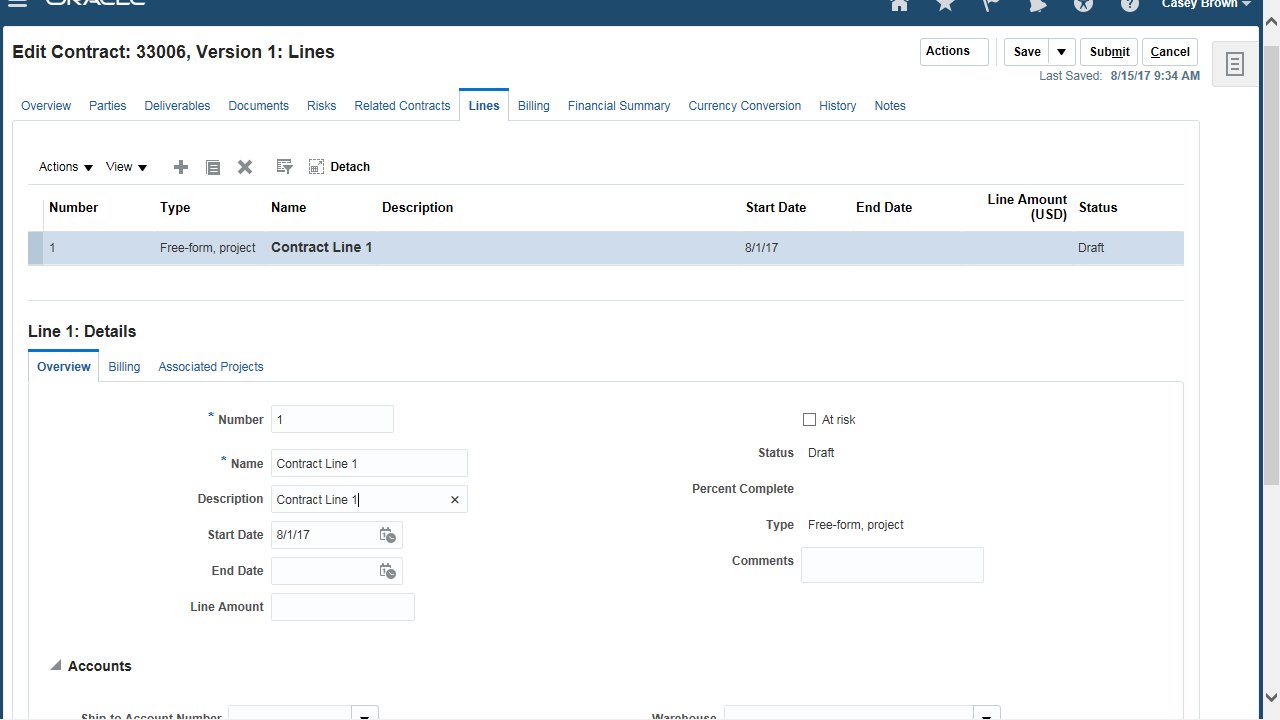 ORACLE
Casey Brown
Edit Contract: 33006, Version 1: Lines
Actions
Save
Submit
Cancel
Last Saved: 8/15/17 9:34 AM
Overview Parties Deliverables Documents Risks Related Contracts Lines Billing Financial Summary Currency Conversion History Notes
Actions View Detach
Number Type Name Description Start Date End Date Line Amount (USD) Status
1 Free-form, project Contract Line 1 8/1/17 Draft
Line 1: Details
Overview Billing Associated Projects
* Number 1
At risk
* Name Contract Line 1
Status Draft
Description Contract Line 1
Percent Complete
Start Date 8/1/17
Type Free-form, project
End Date
Comments
Line Amount
Accounts
Ship-to Account Number
Warehouse